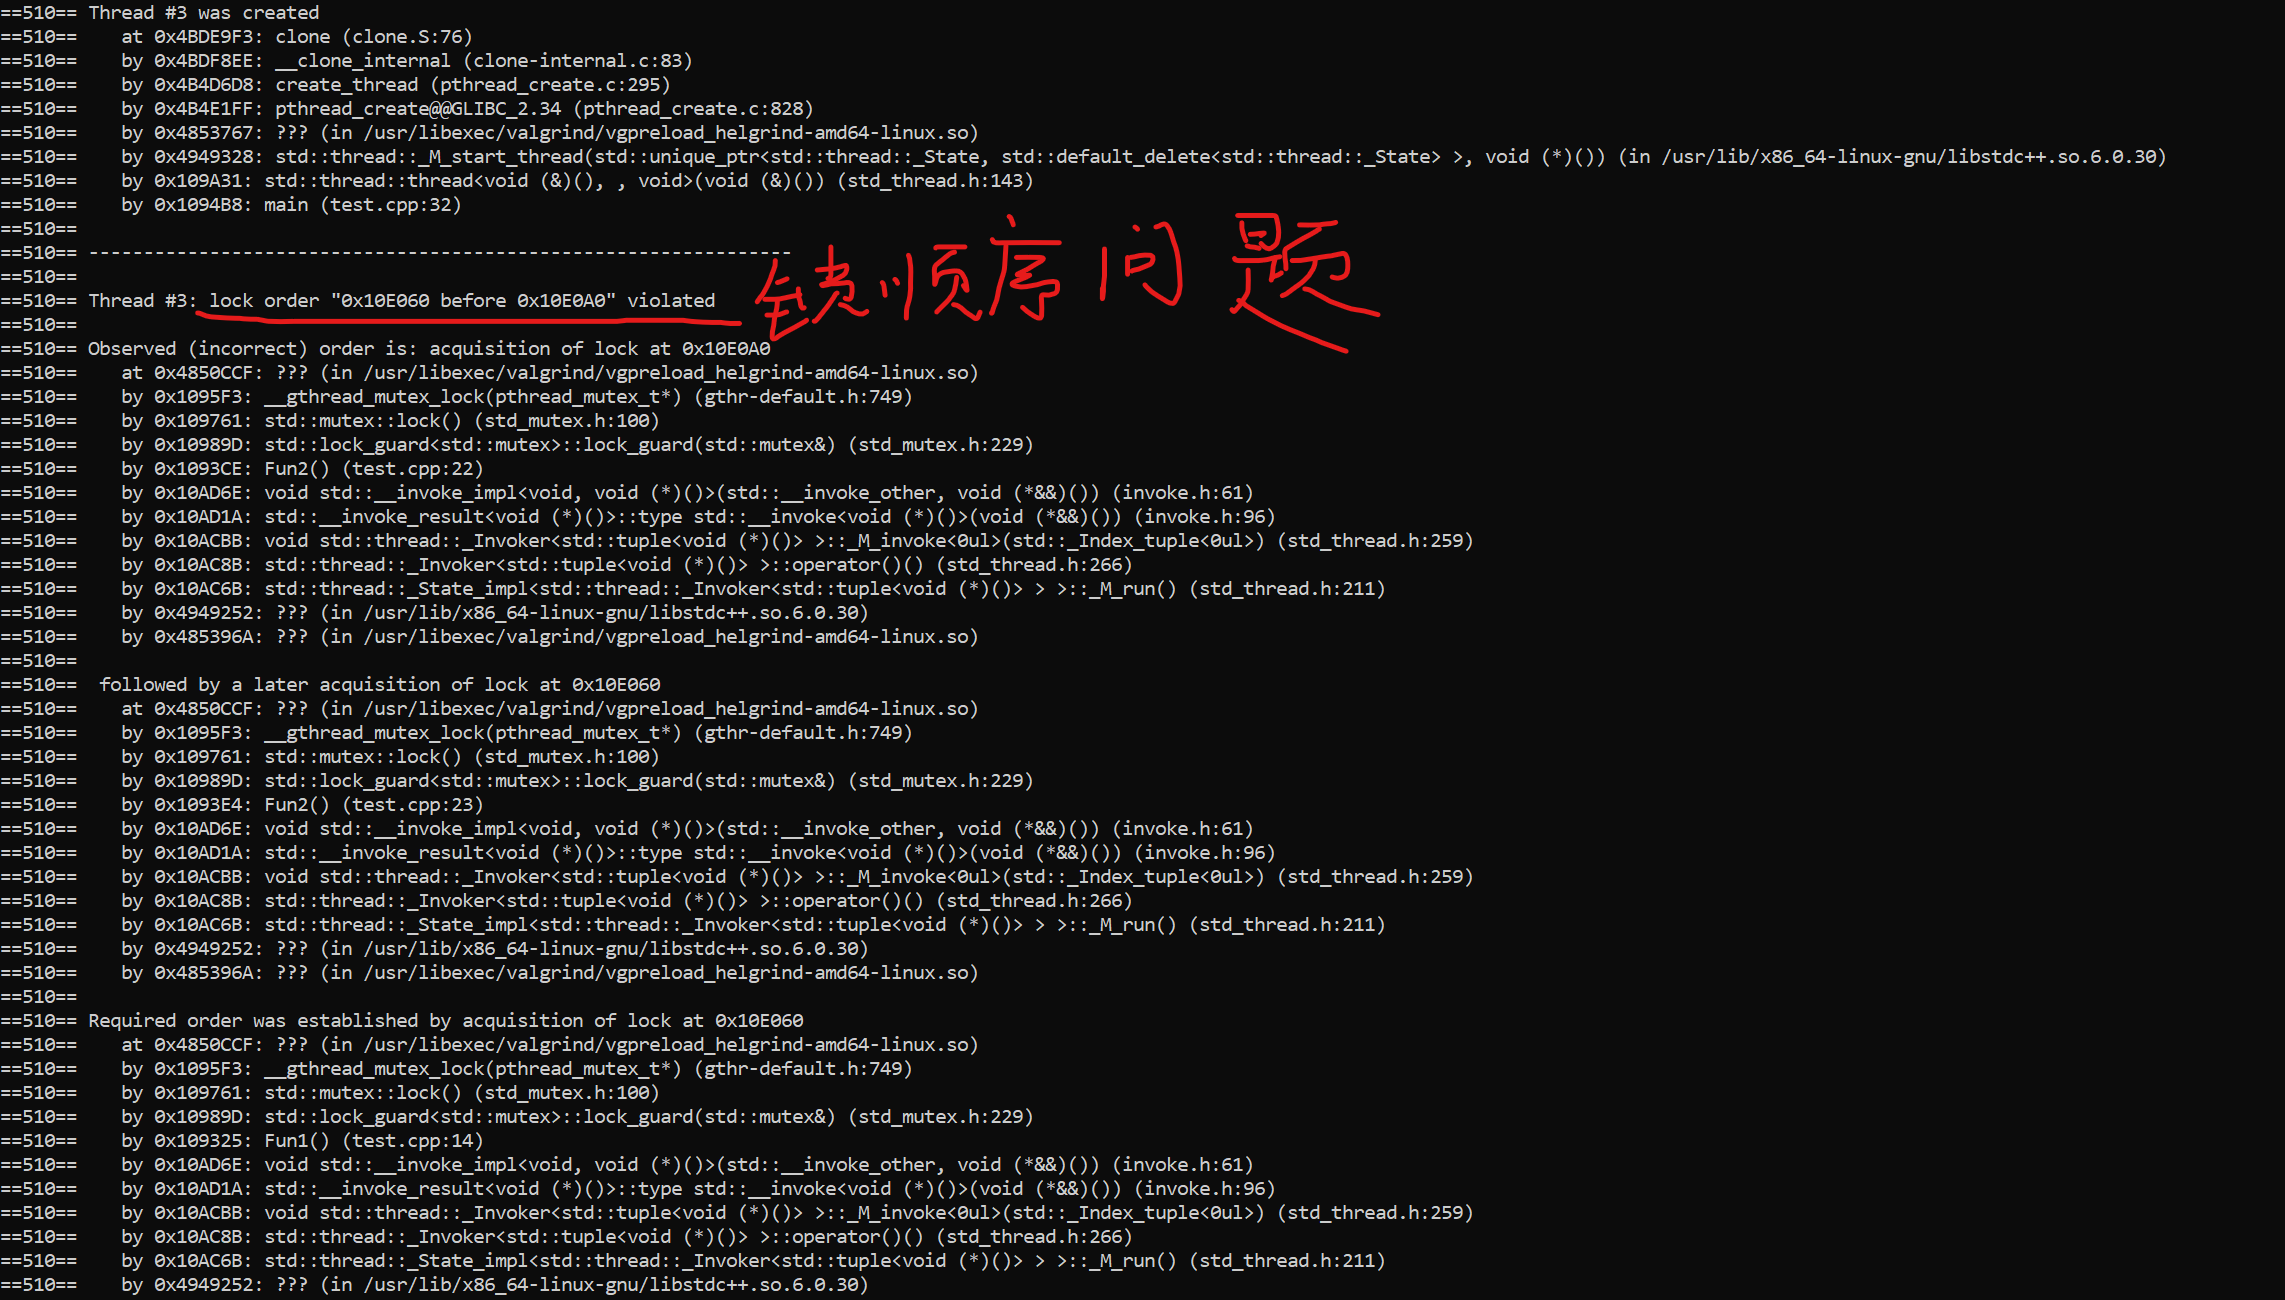 ==510== Thread #3 was created
==510==    at 0x4BDE9F3: clone (clone.S:76)
==510==    by 0x4BDF8EE: __clone_internal (clone-internal.c:83)
==510==    by 0x4B4D6D8: create_thread (pthread_create.c:295)
==510==    by 0x4B4E1FF: pthread_create@@GLIBC_2.34 (pthread_create.c:828)
==510==    by 0x4853767: ??? (in /usr/libexec/valgrind/vgpreload_helgrind-amd64-linux.so)
==510==    by 0x4949328: std::thread::_M_start_thread(std::unique_ptr<std::thread::_State, std::default_delete<std::thread::_State> >, void (*)()) (in /usr/lib/x86_64-linux-gnu/libstdc++.so.6.0.30)
==510==    by 0x109A31: std::thread::thread<void (&)(), , void>(void (&)()) (std_thread.h:143)
==510==    by 0x1094B8: main (test.cpp:32)
==510==
==510== ----------------------------------------------------------------
==510==
==510== Thread #3: lock order "0x10E060 before 0x10E0A0" violated
锁顺序问题
==510==
==510== Observed (incorrect) order is: acquisition of lock at 0x10E0A0
==510==    at 0x4850CCF: ??? (in /usr/libexec/valgrind/vgpreload_helgrind-amd64-linux.so)
==510==    by 0x1095F3: __gthread_mutex_lock(pthread_mutex_t*) (gthr-default.h:749)
==510==    by 0x109761: std::mutex::lock() (std_mutex.h:100)
==510==    by 0x10989D: std::lock_guard<std::mutex>::lock_guard(std::mutex&) (std_mutex.h:229)
==510==    by 0x1093CE: Fun2() (test.cpp:22)
==510==    by 0x10AD6E: void std::__invoke_impl<void, void (*)()>(std::__invoke_other, void (*&&)()) (invoke.h:61)
==510==    by 0x10AD1A: std::__invoke_result<void (*)()>::type std::__invoke<void (*)()>(void (*&&)()) (invoke.h:96)
==510==    by 0x10ACBB: void std::thread::_Invoker<std::tuple<void (*)()> >::_M_invoke<0ul>(std::_Index_tuple<0ul>) (std_thread.h:259)
==510==    by 0x10AC8B: std::thread::_Invoker<std::tuple<void (*)()> >::operator()() (std_thread.h:266)
==510==    by 0x10AC6B: std::thread::_State_impl<std::thread::_Invoker<std::tuple<void (*)()> > >::_M_run() (std_thread.h:211)
==510==    by 0x4949252: ??? (in /usr/lib/x86_64-linux-gnu/libstdc++.so.6.0.30)
==510==    by 0x485396A: ??? (in /usr/libexec/valgrind/vgpreload_helgrind-amd64-linux.so)
==510==
==510==  followed by a later acquisition of lock at 0x10E060
==510==    at 0x4850CCF: ??? (in /usr/libexec/valgrind/vgpreload_helgrind-amd64-linux.so)
==510==    by 0x1095F3: __gthread_mutex_lock(pthread_mutex_t*) (gthr-default.h:749)
==510==    by 0x109761: std::mutex::lock() (std_mutex.h:100)
==510==    by 0x10989D: std::lock_guard<std::mutex>::lock_guard(std::mutex&) (std_mutex.h:229)
==510==    by 0x1093E4: Fun2() (test.cpp:23)
==510==    by 0x10AD6E: void std::__invoke_impl<void, void (*)()>(std::__invoke_other, void (*&&)()) (invoke.h:61)
==510==    by 0x10AD1A: std::__invoke_result<void (*)()>::type std::__invoke<void (*)()>(void (*&&)()) (invoke.h:96)
==510==    by 0x10ACBB: void std::thread::_Invoker<std::tuple<void (*)()> >::_M_invoke<0ul>(std::_Index_tuple<0ul>) (std_thread.h:259)
==510==    by 0x10AC8B: std::thread::_Invoker<std::tuple<void (*)()> >::operator()() (std_thread.h:266)
==510==    by 0x10AC6B: std::thread::_State_impl<std::thread::_Invoker<std::tuple<void (*)()> > >::_M_run() (std_thread.h:211)
==510==    by 0x4949252: ??? (in /usr/lib/x86_64-linux-gnu/libstdc++.so.6.0.30)
==510==    by 0x485396A: ??? (in /usr/libexec/valgrind/vgpreload_helgrind-amd64-linux.so)
==510==
==510== Required order was established by acquisition of lock at 0x10E060
==510==    at 0x4850CCF: ??? (in /usr/libexec/valgrind/vgpreload_helgrind-amd64-linux.so)
==510==    by 0x1095F3: __gthread_mutex_lock(pthread_mutex_t*) (gthr-default.h:749)
==510==    by 0x109761: std::mutex::lock() (std_mutex.h:100)
==510==    by 0x10989D: std::lock_guard<std::mutex>::lock_guard(std::mutex&) (std_mutex.h:229)
==510==    by 0x109325: Fun1() (test.cpp:14)
==510==    by 0x10AD6E: void std::__invoke_impl<void, void (*)()>(std::__invoke_other, void (*&&)()) (invoke.h:61)
==510==    by 0x10AD1A: std::__invoke_result<void (*)()>::type std::__invoke<void (*)()>(void (*&&)()) (invoke.h:96)
==510==    by 0x10ACBB: void std::thread::_Invoker<std::tuple<void (*)()> >::_M_invoke<0ul>(std::_Index_tuple<0ul>) (std_thread.h:259)
==510==    by 0x10AC8B: std::thread::_Invoker<std::tuple<void (*)()> >::operator()() (std_thread.h:266)
==510==    by 0x10AC6B: std::thread::_State_impl<std::thread::_Invoker<std::tuple<void (*)()> > >::_M_run() (std_thread.h:211)
==510==    by 0x4949252: ??? (in /usr/lib/x86_64-linux-gnu/libstdc++.so.6.0.30)